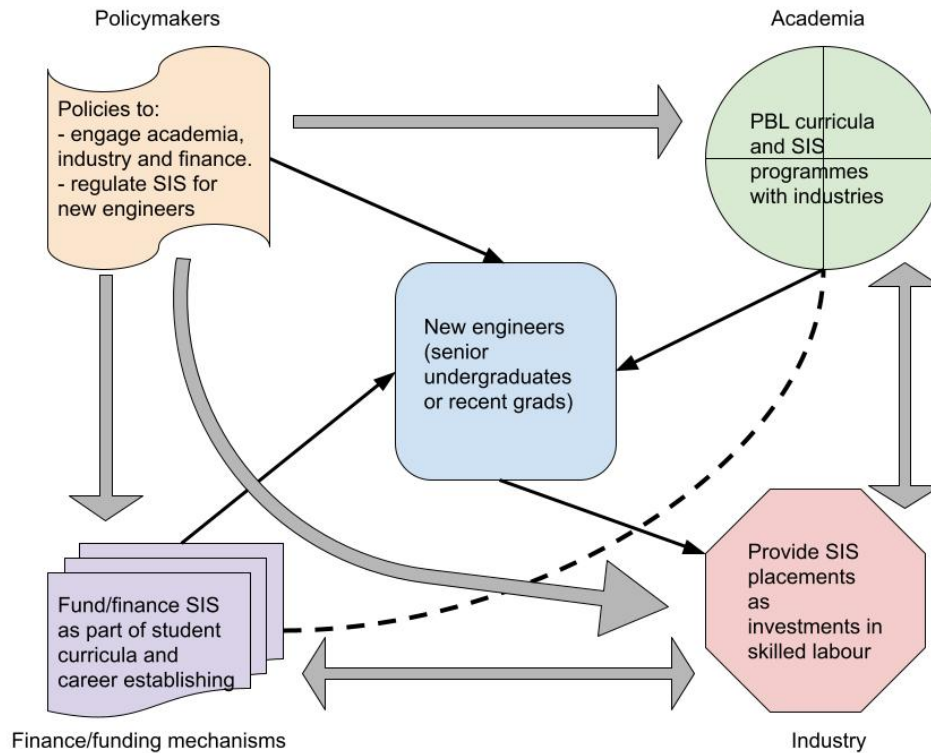 Policymakers
Academia
Policies to:
- engage academia,
industry and finance.
- regulate SIS for
new engineers
PBL curricula
and SIS
programmes
with industries
New engineers
(senior
undergraduates
or recent grads)
Fund/finance SIS
as part of student
curricula and
career establishing
Provide SIS
placements
as
investments in
skilled labour
Finance/funding mechanisms
Industry